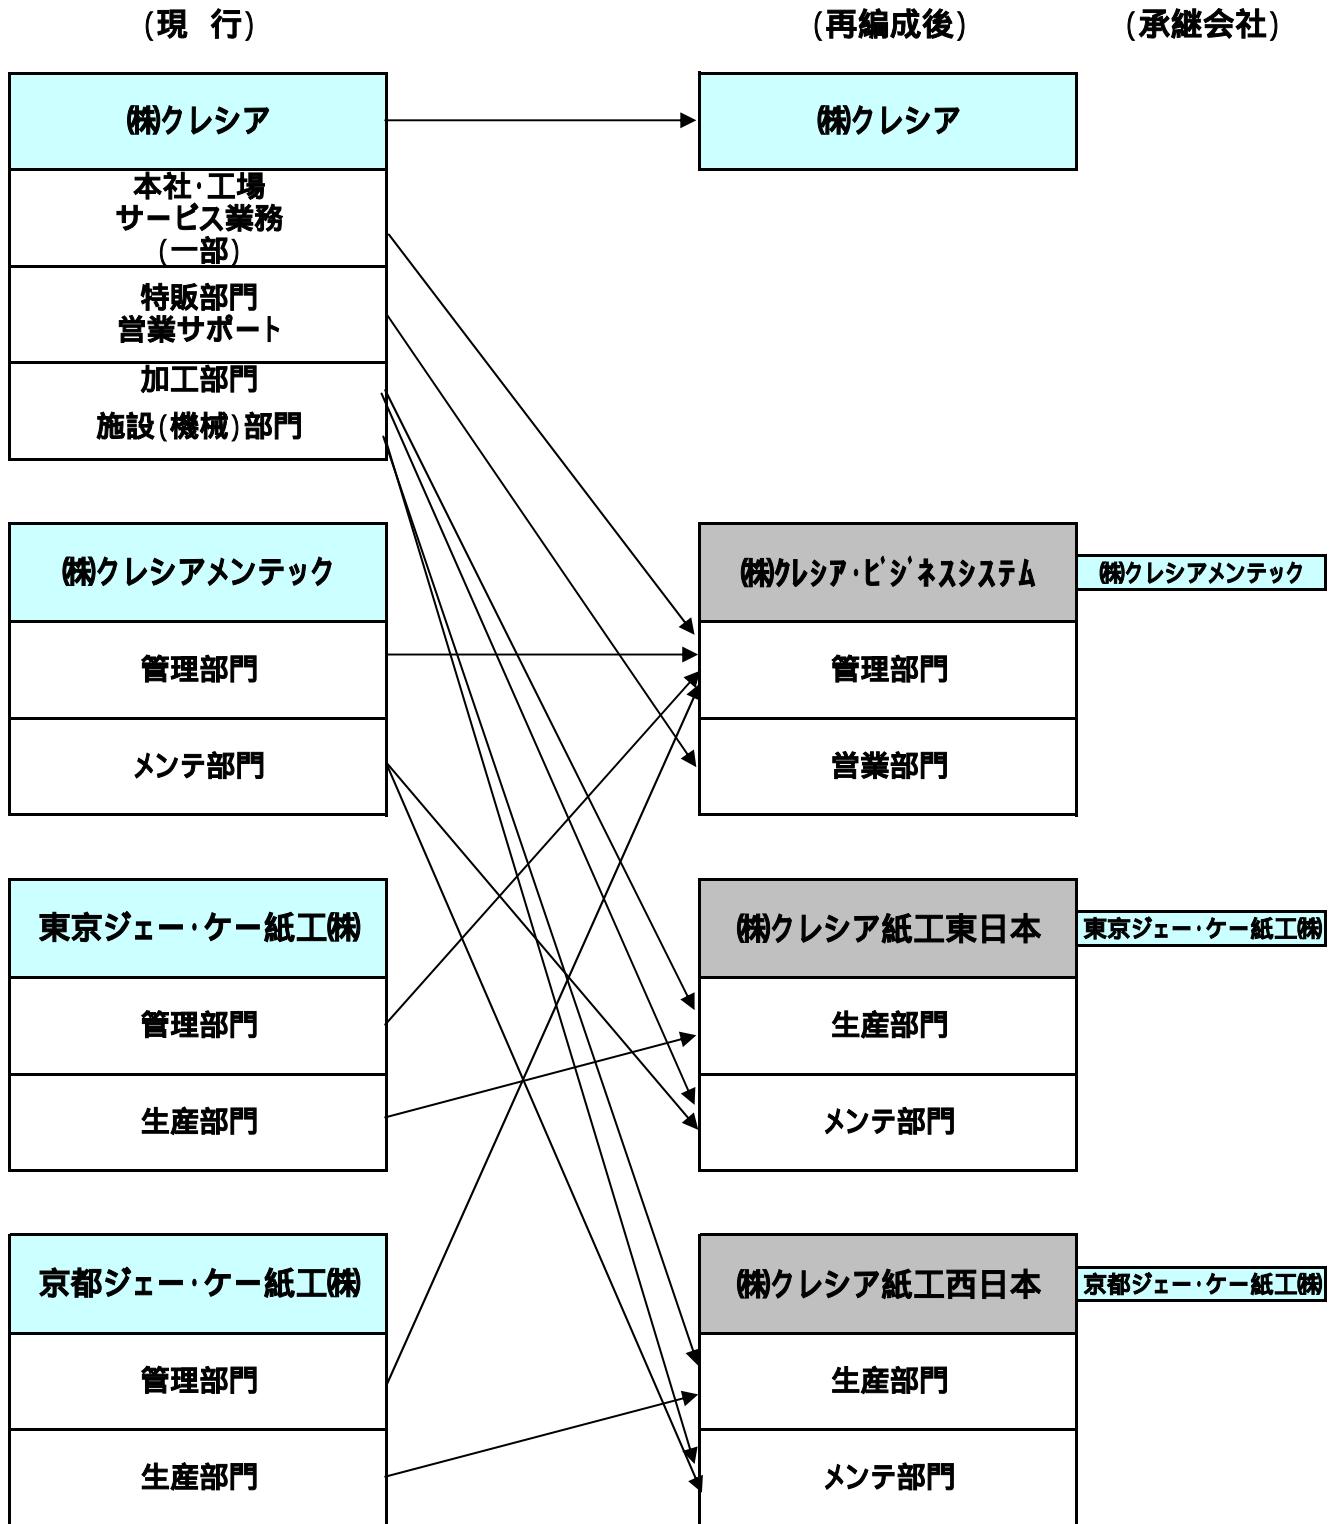 (現　行)
(再編成後)
(承継会社)
㈱クレシア
㈱クレシア
本社･工場
サービス業務
(一部)
特販部門
営業サポート
加工部門
施設(機械)部門
㈱クレシアメンテック
㈱クレシア･ビジネスシステム
㈱クレシアメンテック
管理部門
管理部門
メンテ部門
営業部門
東京ジェー･ケー紙工㈱
㈱クレシア紙工東日本
東京ジェー･ケー紙工㈱
管理部門
生産部門
生産部門
メンテ部門
京都ジェー･ケー紙工㈱
㈱クレシア紙工西日本
京都ジェー･ケー紙工㈱
管理部門
生産部門
生産部門
メンテ部門